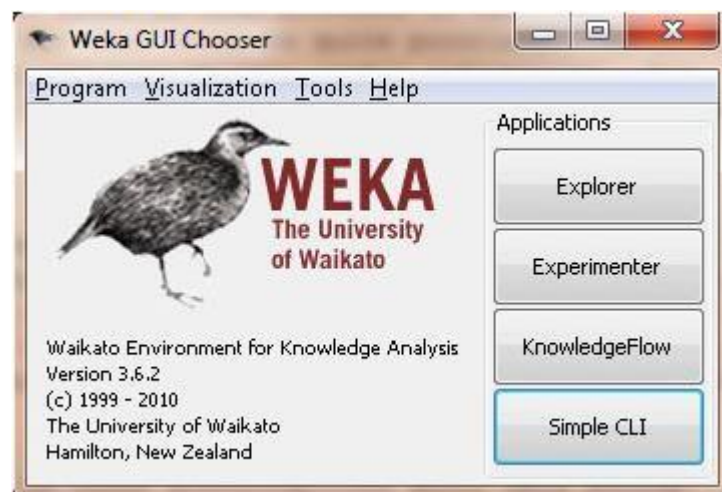 Weka GUI Chooser
Program Visualization Tools Help
WEKA
The University
of Waikato
Waikato Environment for Knowledge Analysis
Version 3.6.2
(c) 1999 - 2010
The University of Waikato
Hamilton, New Zealand
Applications
Explorer
Experimenter
KnowledgeFlow
Simple CLI